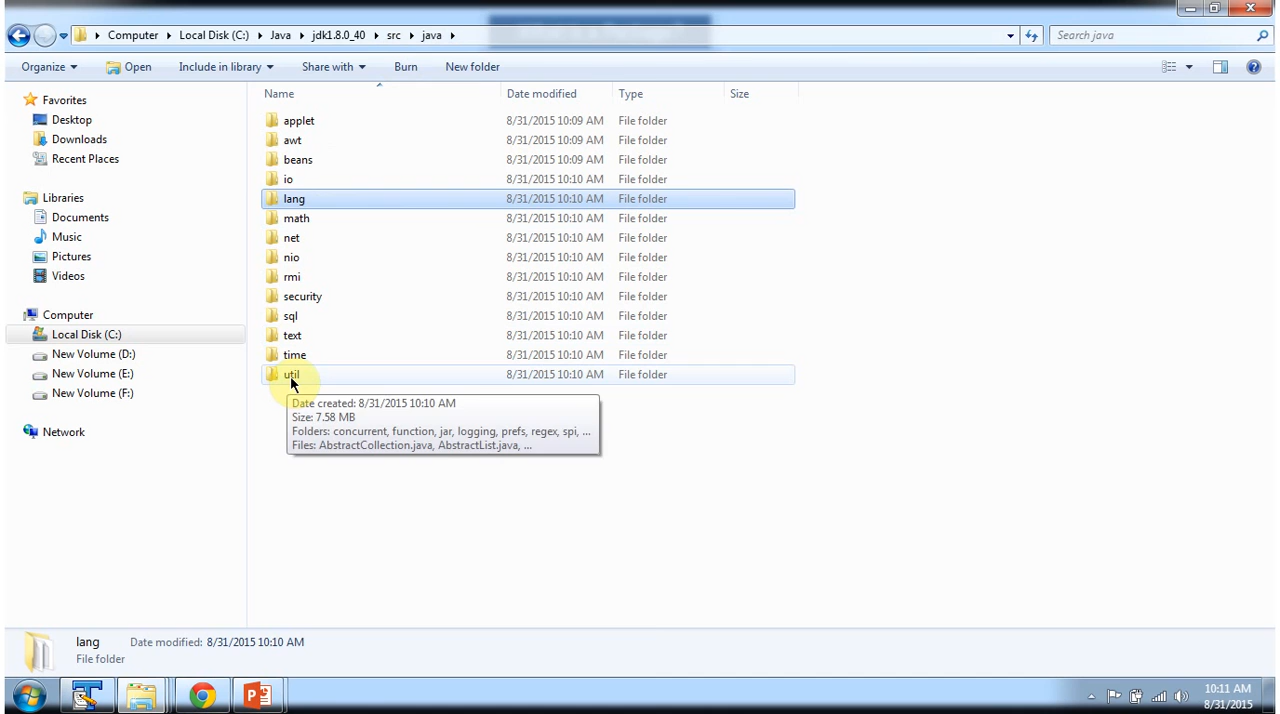 Computer Local Disk (C:) Java jdk1.8.0_40 src java Search java
Organize Open Include in library Share with Burn New folder
Name Date modified Type Size
Favorites
Desktop
Downloads
Recent Places
Libraries
Documents
Music
Pictures
Videos
Computer
Local Disk (C:)
New Volume (D:)
New Volume (E:)
New Volume (F:)
Network
applet 8/31/2015 10:09 AM File folder
awt 8/31/2015 10:09 AM File folder
beans 8/31/2015 10:09 AM File folder
io 8/31/2015 10:10 AM File folder
lang 8/31/2015 10:10 AM File folder
math 8/31/2015 10:10 AM File folder
net 8/31/2015 10:10 AM File folder
nio 8/31/2015 10:10 AM File folder
rmi 8/31/2015 10:10 AM File folder
security 8/31/2015 10:10 AM File folder
sql 8/31/2015 10:10 AM File folder
text 8/31/2015 10:10 AM File folder
time 8/31/2015 10:10 AM File folder
util 8/31/2015 10:10 AM File folder
Date created: 8/31/2015 10:10 AM
Size: 7.58 MB
Folders: concurrent, function, jar, logging, prefs, regex, spi, ...
Files: AbstractCollection.java, AbstractList.java, ...
lang Date modified: 8/31/2015 10:10 AM
File folder
10:11 AM
8/31/2015